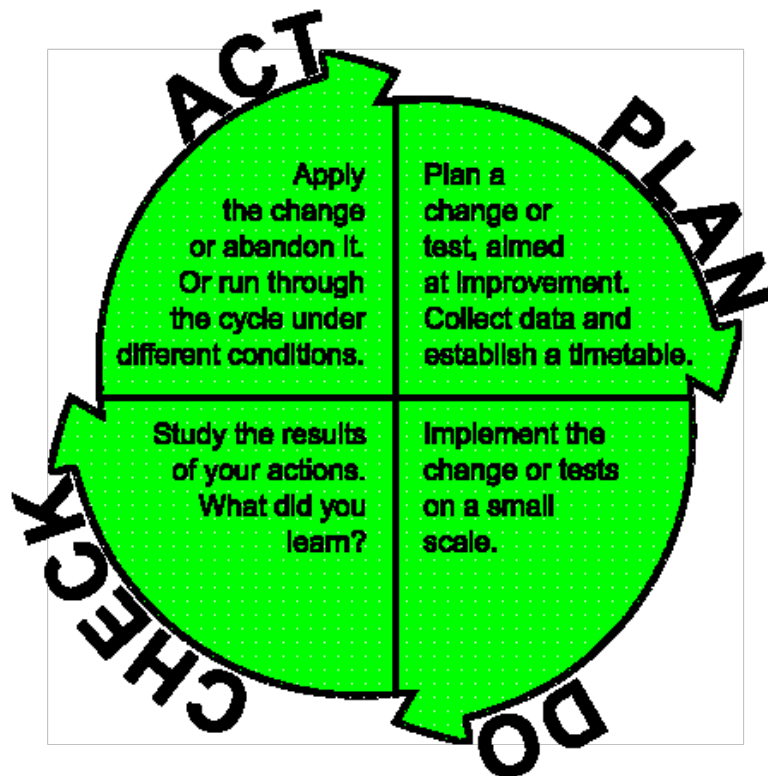 ACT
Apply
the change
or abandon it.
Or run through
the cycle under
different conditions.
PLAN
Plan a
change or
test, aimed
at improvement.
Collect data and
establish a timetable.
CHECK
Study the results
of your actions.
What did you
learn?
DO
Implement the
change or tests
on a small
scale.